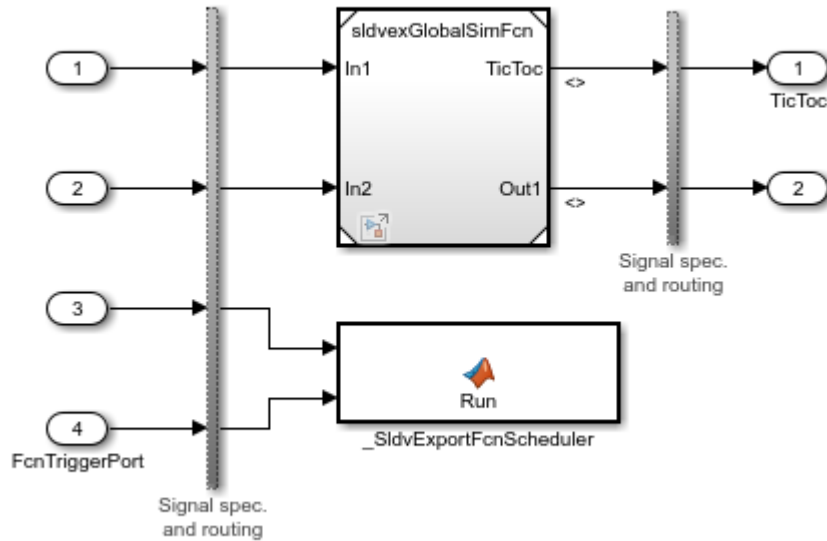 sldvexGlobalSimFcn
1 In1 TicToc <> 1
TicToc
2 In2 Out1 <> 2
Signal spec.
and routing
3
Run
4
_SldvExportFcnScheduler
FcnTriggerPort
Signal spec.
and routing